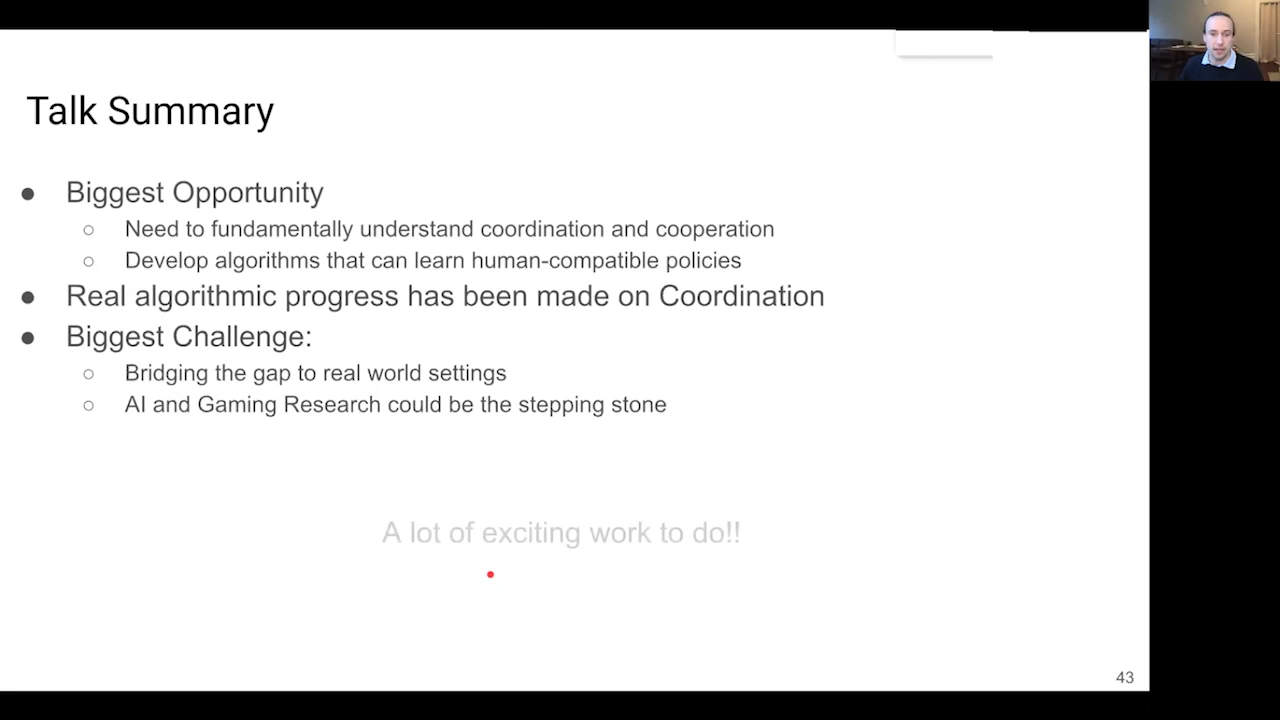 Talk Summary
● Biggest Opportunity
○ Need to fundamentally understand coordination and cooperation
○ Develop algorithms that can learn human-compatible policies
● Real algorithmic progress has been made on Coordination
● Biggest Challenge:
○ Bridging the gap to real world settings
○ AI and Gaming Research could be the stepping stone
A lot of exciting work to do!!
43